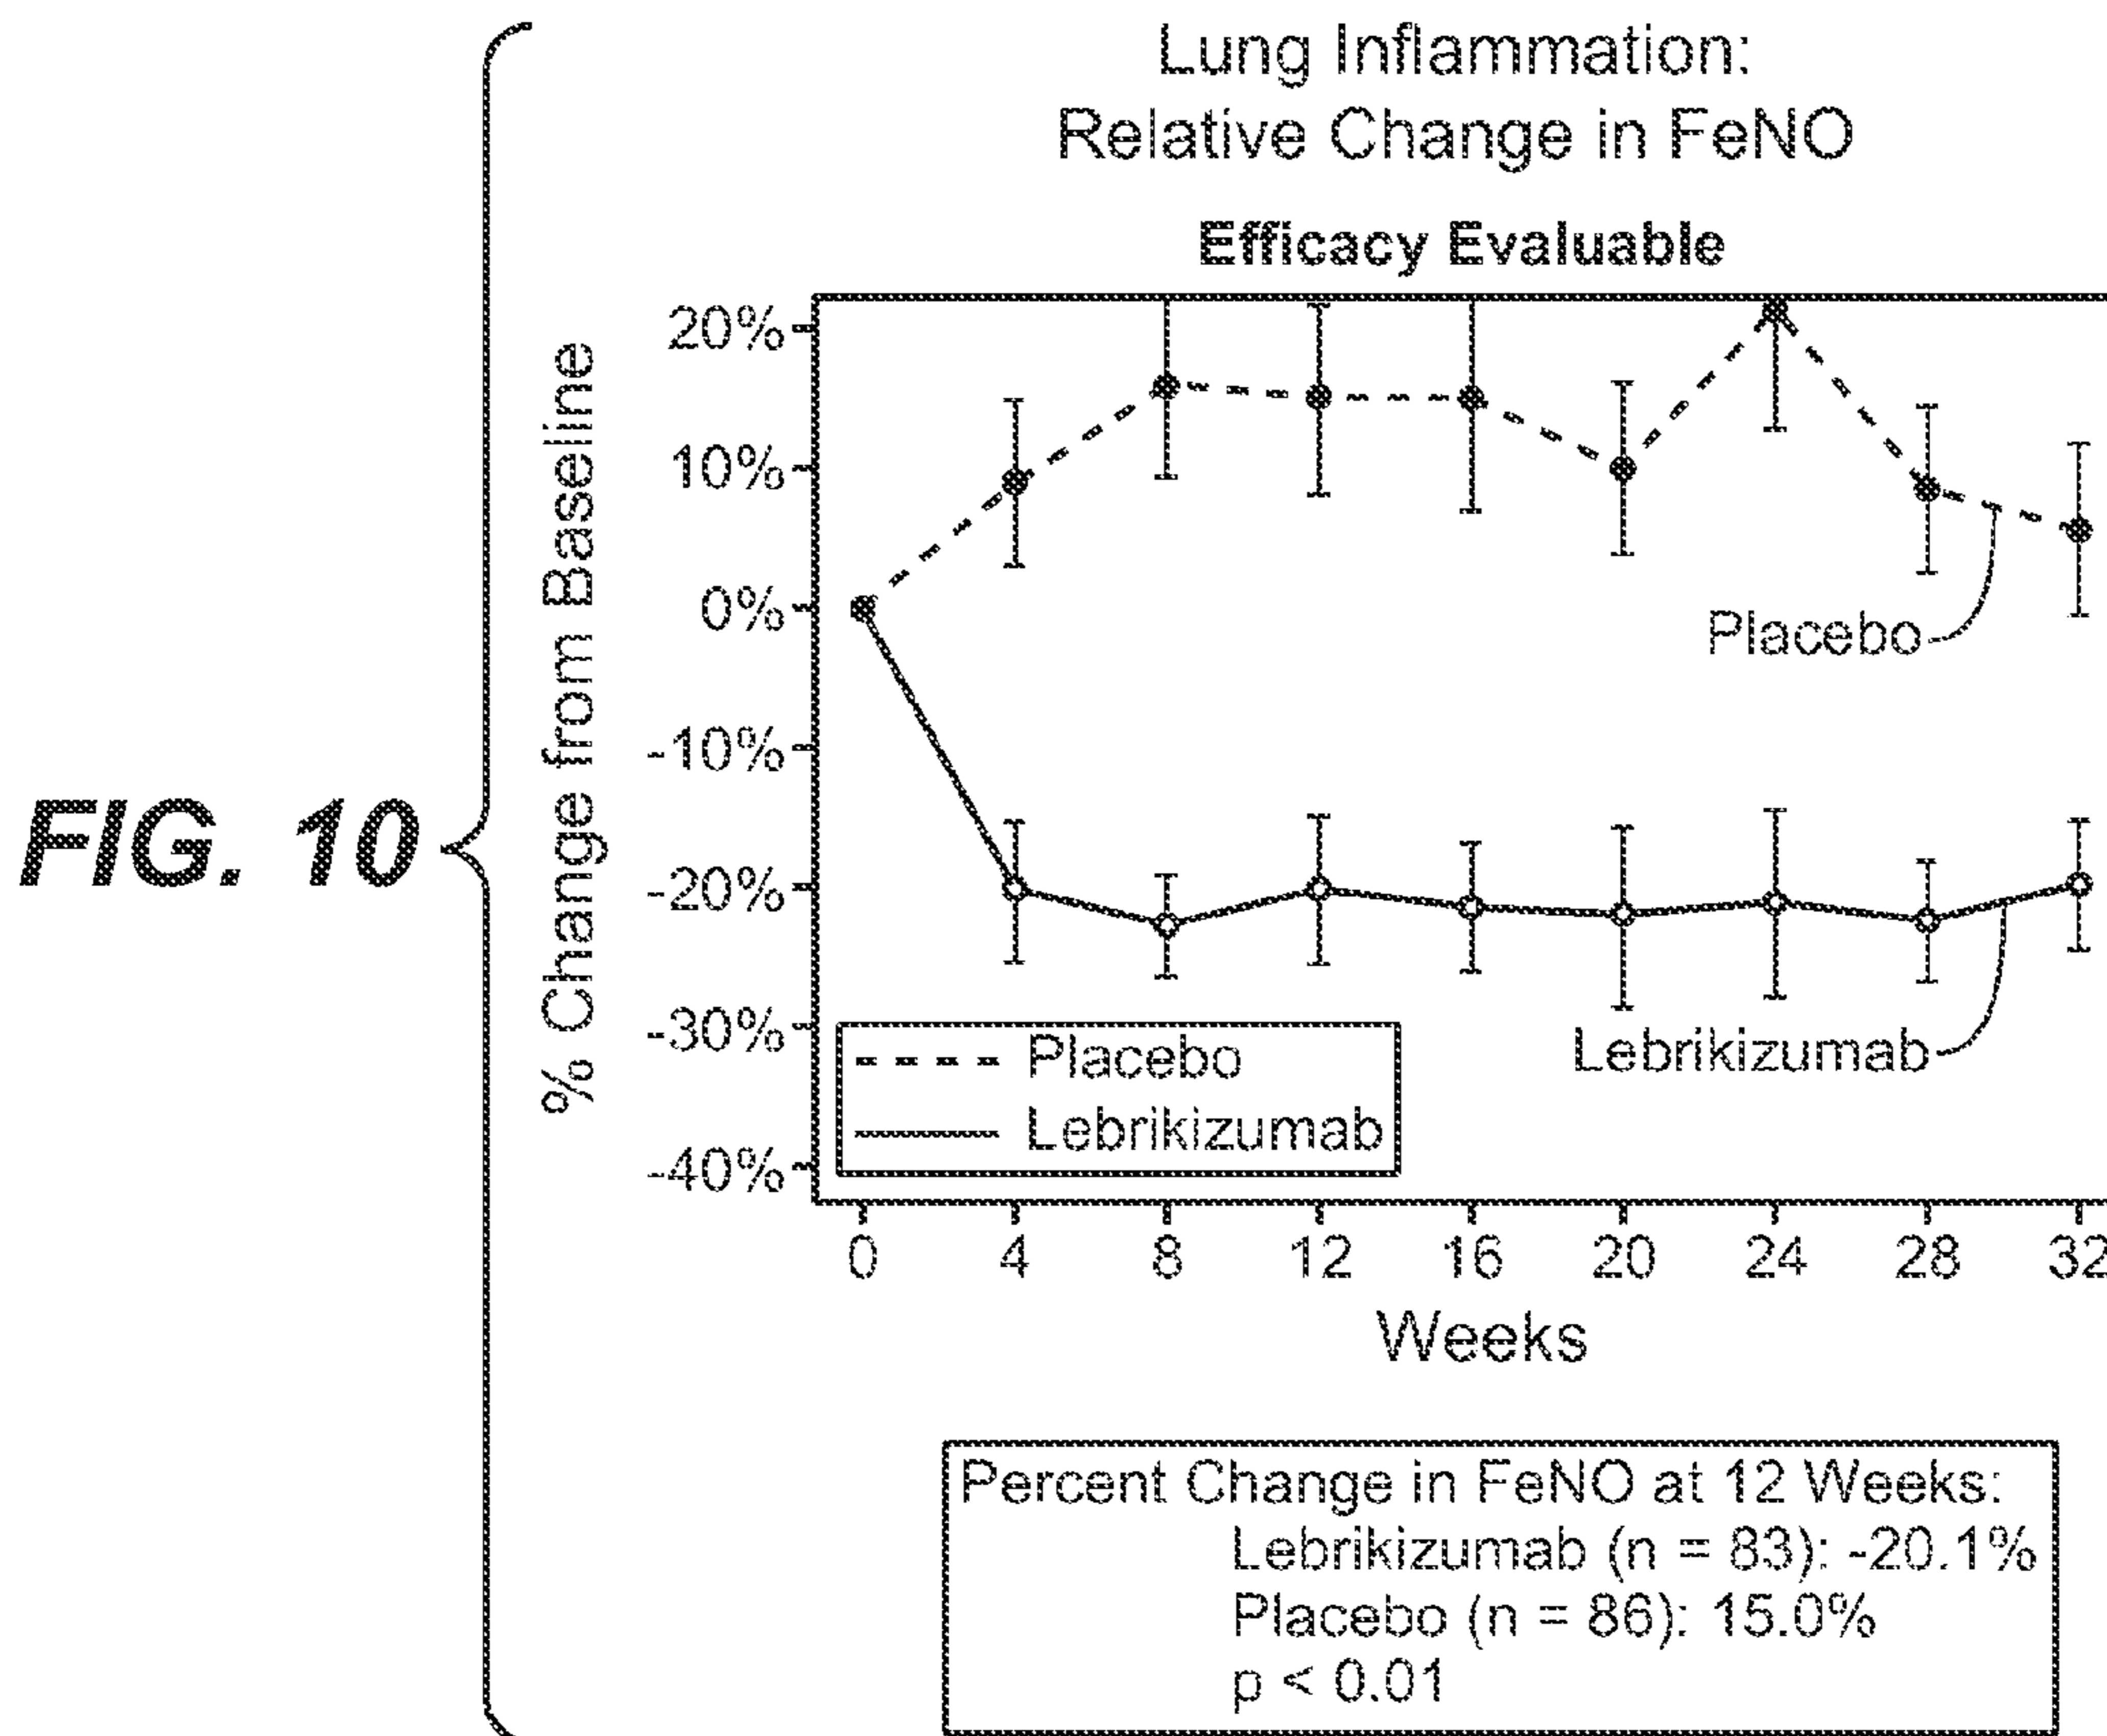 Lung Inflammation:
Relative Change in FeNO
Efficacy Evaluable
FIG. 10
% Change from Baseline
20%
10%
0%
-10%
-20%
-30%
-40%
Placebo
Lebrikizumab
Placebo
Lebrikizumab
0 4 8 12 16 20 24 28 32
Weeks
Percent Change in FeNO at 12 Weeks:
Lebrikizumab (n = 83): -20.1%
Placebo (n = 86): 15.0%
p < 0.01